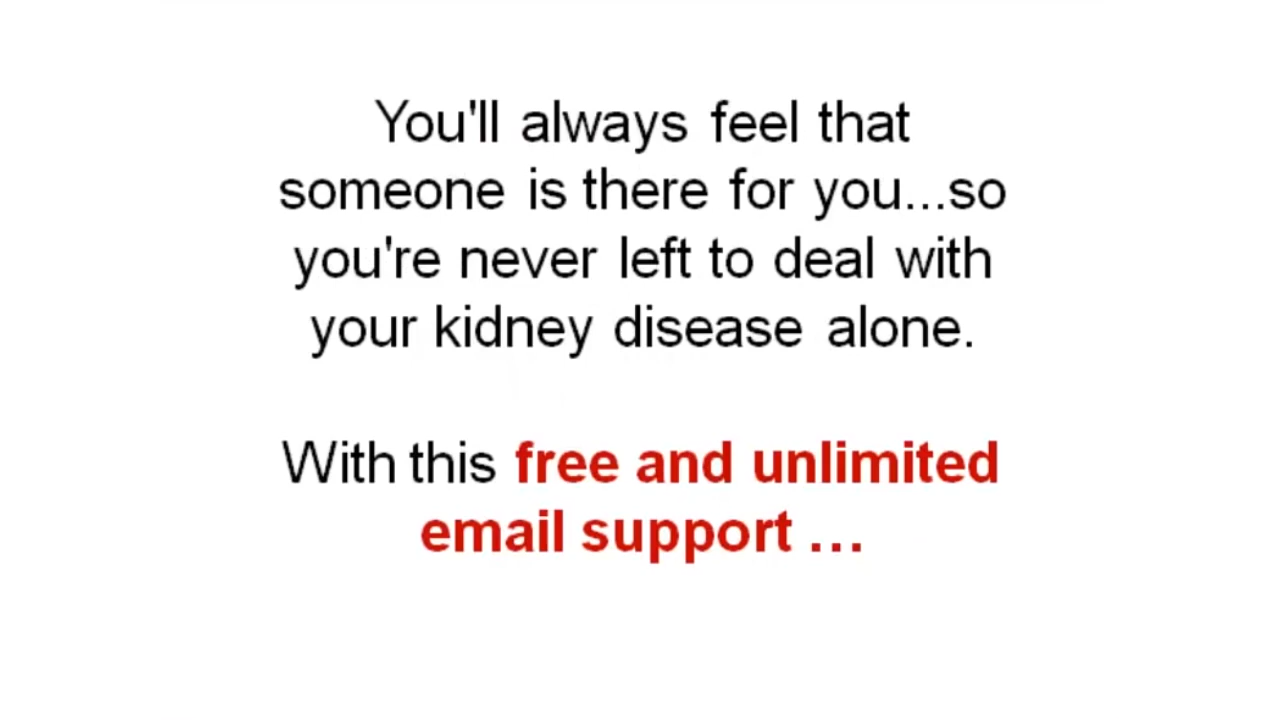 You'll always feel that
someone is there for you...so
you're never left to deal with
your kidney disease alone.
With this free and unlimited
email support ...